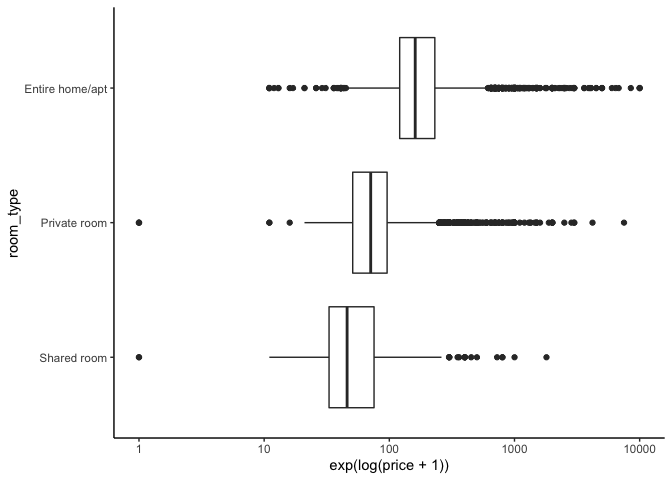 Entire home/apt
Private room
Shared room
room_type
1 10 100 1000 10000
exp(log(price + 1))